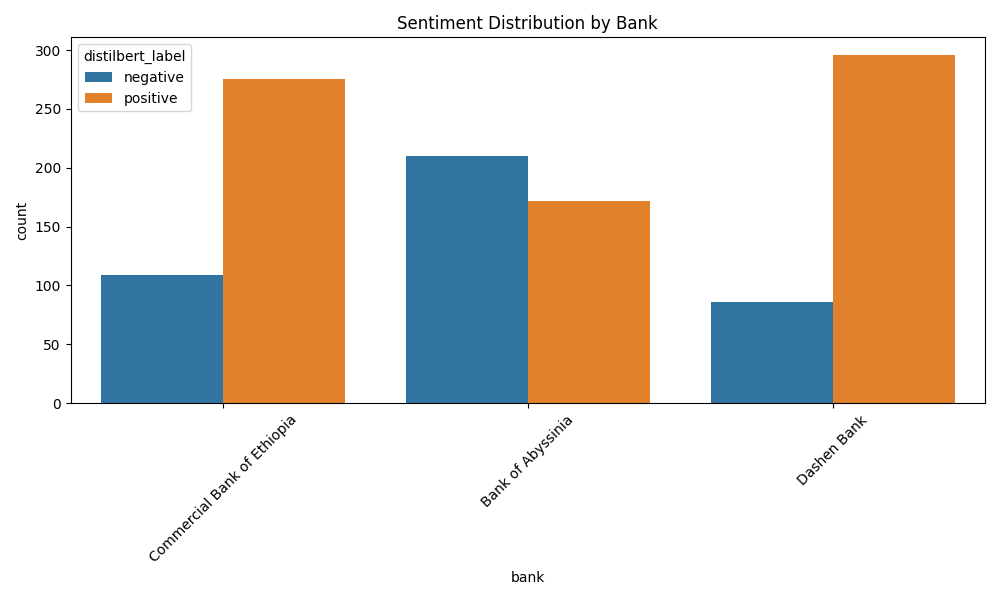 Sentiment Distribution by Bank
distilbert_label
negative
positive
300
250
200
150
100
50
0
count
Commercial Bank of Ethiopia
Bank of Abyssinia
Dashen Bank
bank